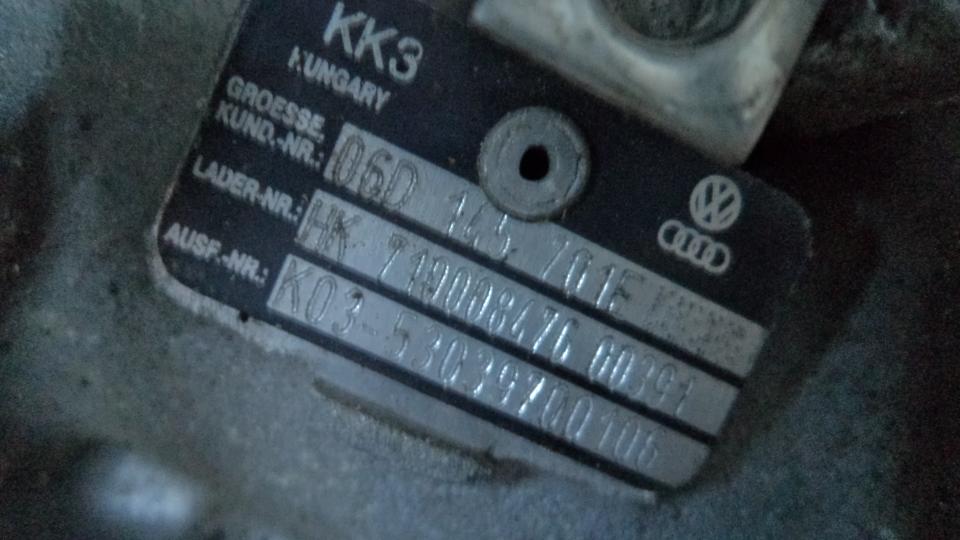 KK3
HUNGARY
GROESSE,
KUND.-NR.: 06D 145 701E
LADER-NR.: HK 719008476 00391
AUSF.-NR.: K03-53039700106